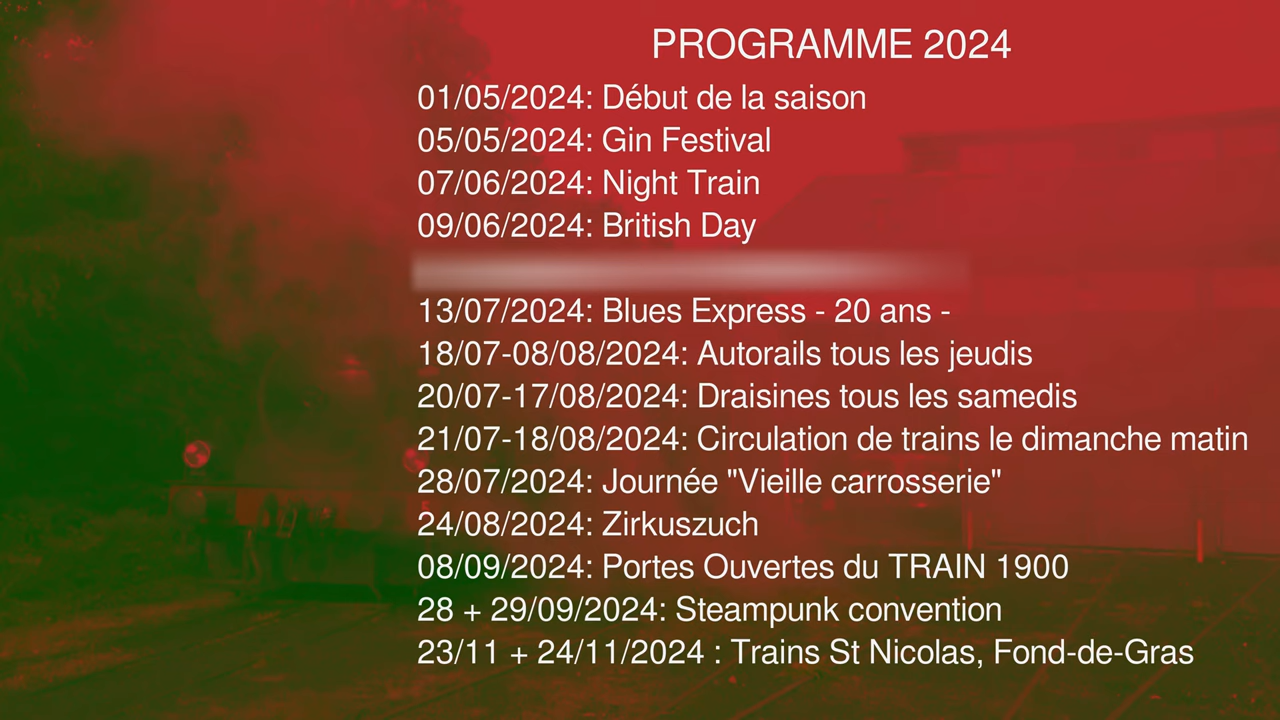 PROGRAMME 2024
01/05/2024: Début de la saison
05/05/2024: Gin Festival
07/06/2024: Night Train
09/06/2024: British Day
13/07/2024: Blues Express - 20 ans -
18/07-08/08/2024: Autorails tous les jeudis
20/07-17/08/2024: Draisines tous les samedis
21/07-18/08/2024: Circulation de trains le dimanche matin
28/07/2024: Journée "Vieille carrosserie"
24/08/2024: Zirkuszuch
08/09/2024: Portes Ouvertes du TRAIN 1900
28 + 29/09/2024: Steampunk convention
23/11 + 24/11/2024 : Trains St Nicolas, Fond-de-Gras